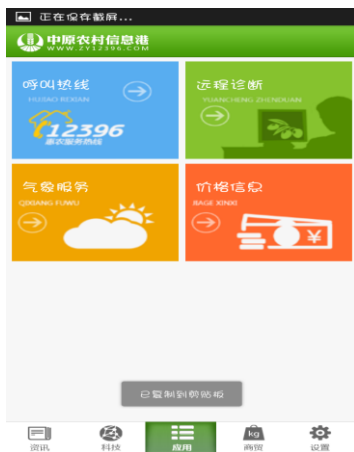 正在保存截屏...
中原农村信息港
WWW.ZY12396.COM
呼叫热线
HUJIAO REXIAN
12396
惠农服务热线
远程诊断
YUANCHENG ZHENDUAN
气象服务
QIXIANG FUWU
价格信息
JIAGE XINXI
¥
已复制到剪贴板
kg
资讯
科技
应用
商贸
设置